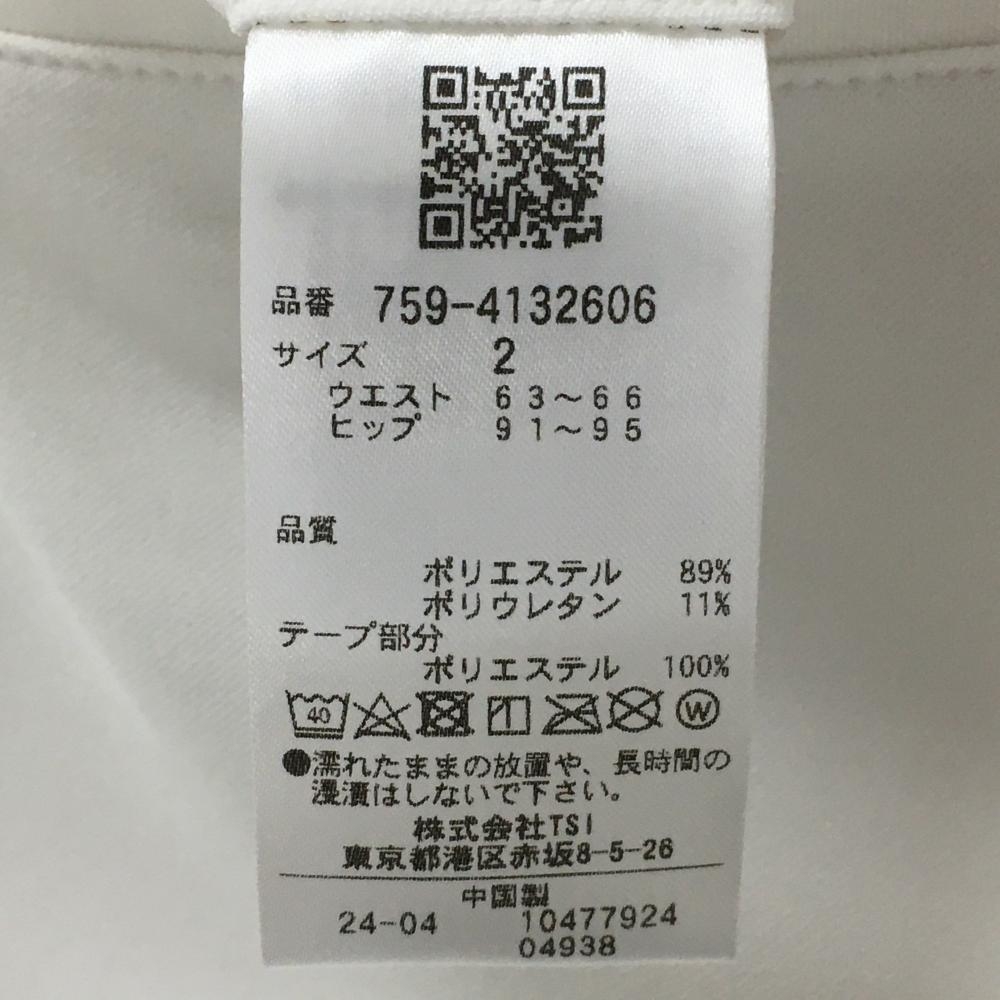 品番 759-4132606
サイズ 2
ウエスト 63～66
ヒップ 91～95
品質
ポリエステル 89%
ポリウレタン 11%
テープ部分
ポリエステル 100%
40 W
●濡れたままの放置や、長時間の
浸漬はしないで下さい。
株式会社TSI
東京都港区赤坂8-5-26
中国製
24-04 10477924
04938